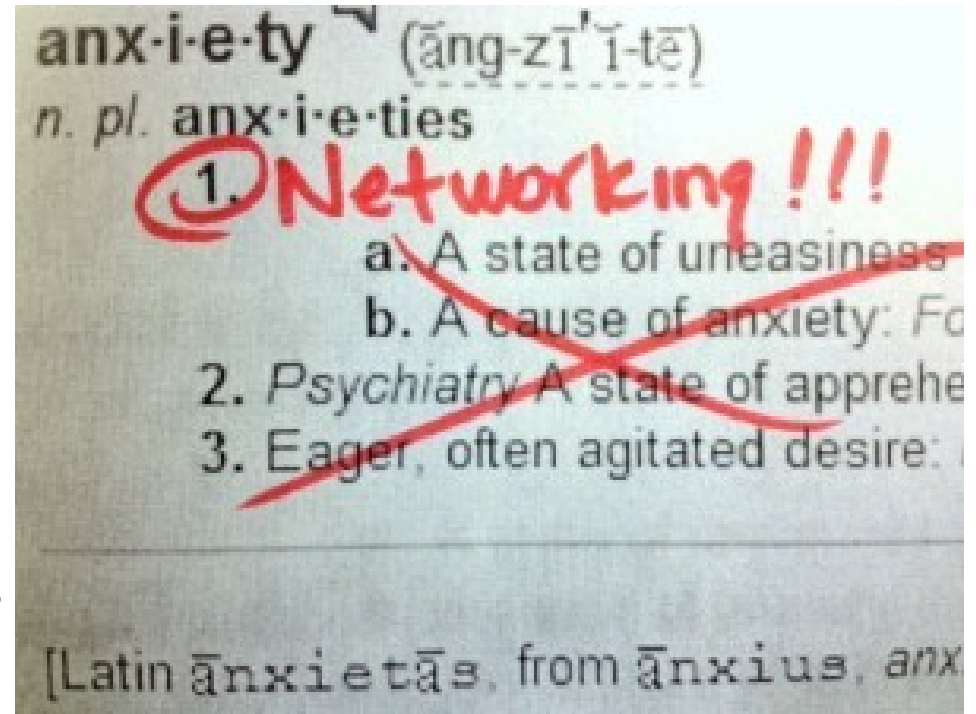 anx·i·e·ty (ăng-zī′ĭ-tē)
n. pl. anx·i·e·ties
1. Networking!!!
a. A state of uneasiness
b. A cause of anxiety:
2. Psychiatry A state of
3. Eager, often agitated desire:
[Latin ānxietās, from ānxius,